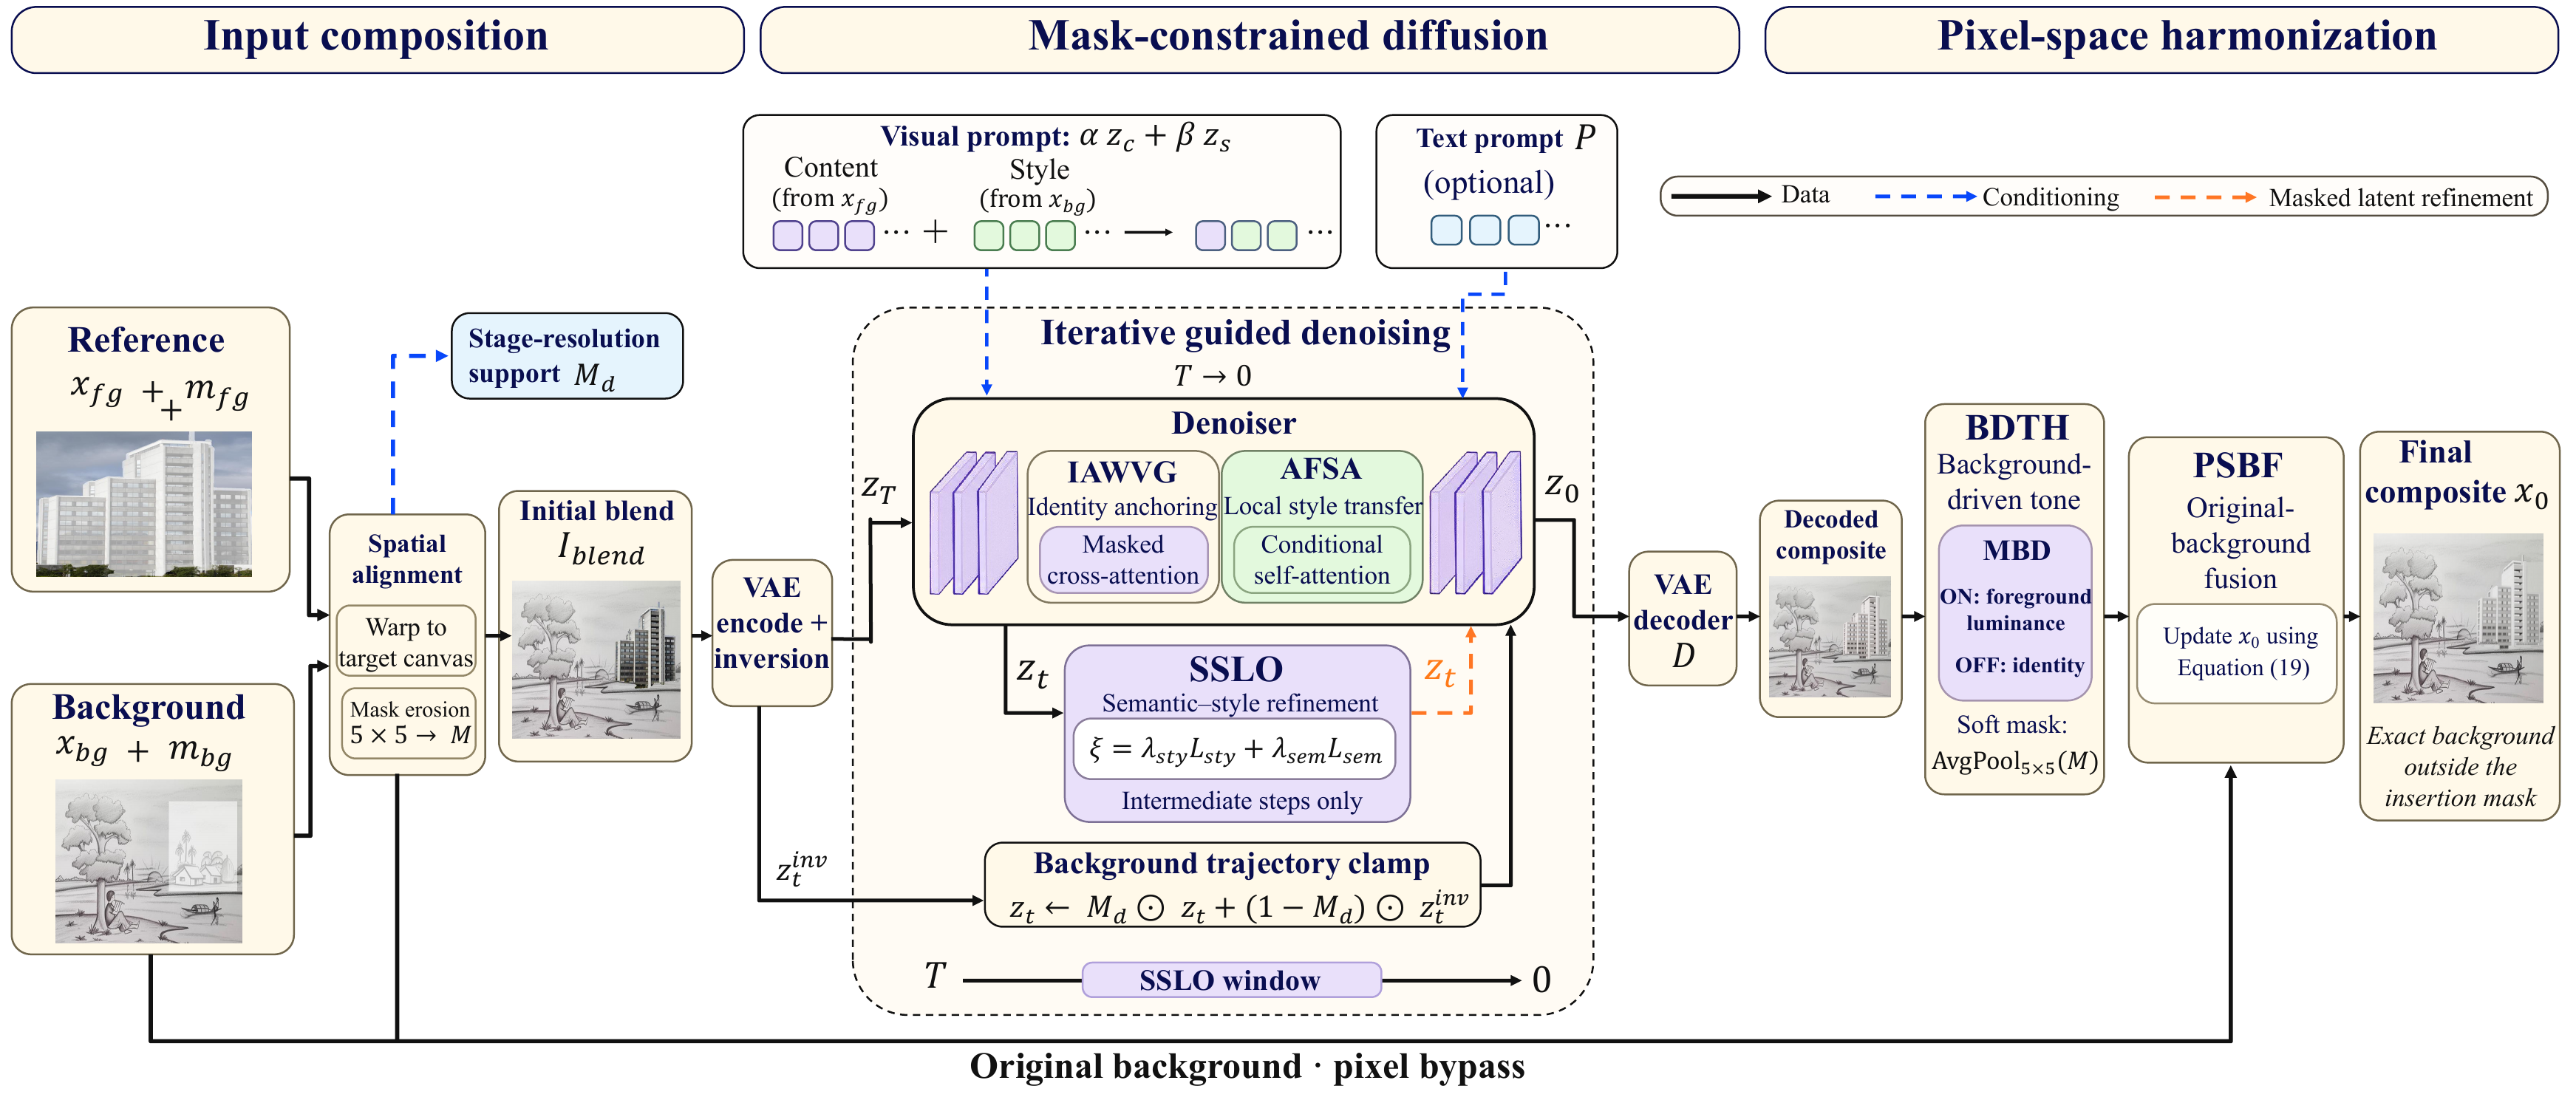 Input composition
Mask-constrained diffusion
Pixel-space harmonization
Visual prompt: α z_c + β z_s
Content
(from x_fg)
Style
(from x_bg)
... + ... → ...
Text prompt P
(optional)
...
Data
Conditioning
Masked latent refinement
Reference
x_fg + + m_fg
Background
x_bg + m_bg
Stage-resolution
support M_d
Spatial
alignment
Warp to
target canvas
Mask erosion
5 × 5 → M
Initial blend
I_blend
VAE
encode +
inversion
z_T
z_t^inv
Iterative guided denoising
T → 0
Denoiser
IAWVG
Identity anchoring
Masked
cross-attention
AFSA
Local style transfer
Conditional
self-attention
z_t
SSLO
Semantic–style refinement
ξ = λ_sty L_sty + λ_sem L_sem
Intermediate steps only
z_t
Background trajectory clamp
z_t ← M_d ⊙ z_t + (1 − M_d) ⊙ z_t^inv
T
SSLO window
0
z_0
VAE
decoder
D
Decoded
composite
BDTH
Background-
driven tone
MBD
ON: foreground
luminance
OFF: identity
Soft mask:
AvgPool_5×5(M)
PSBF
Original-
background
fusion
Update x_0 using
Equation (19)
Final
composite x_0
Exact background
outside the
insertion mask
Original background · pixel bypass